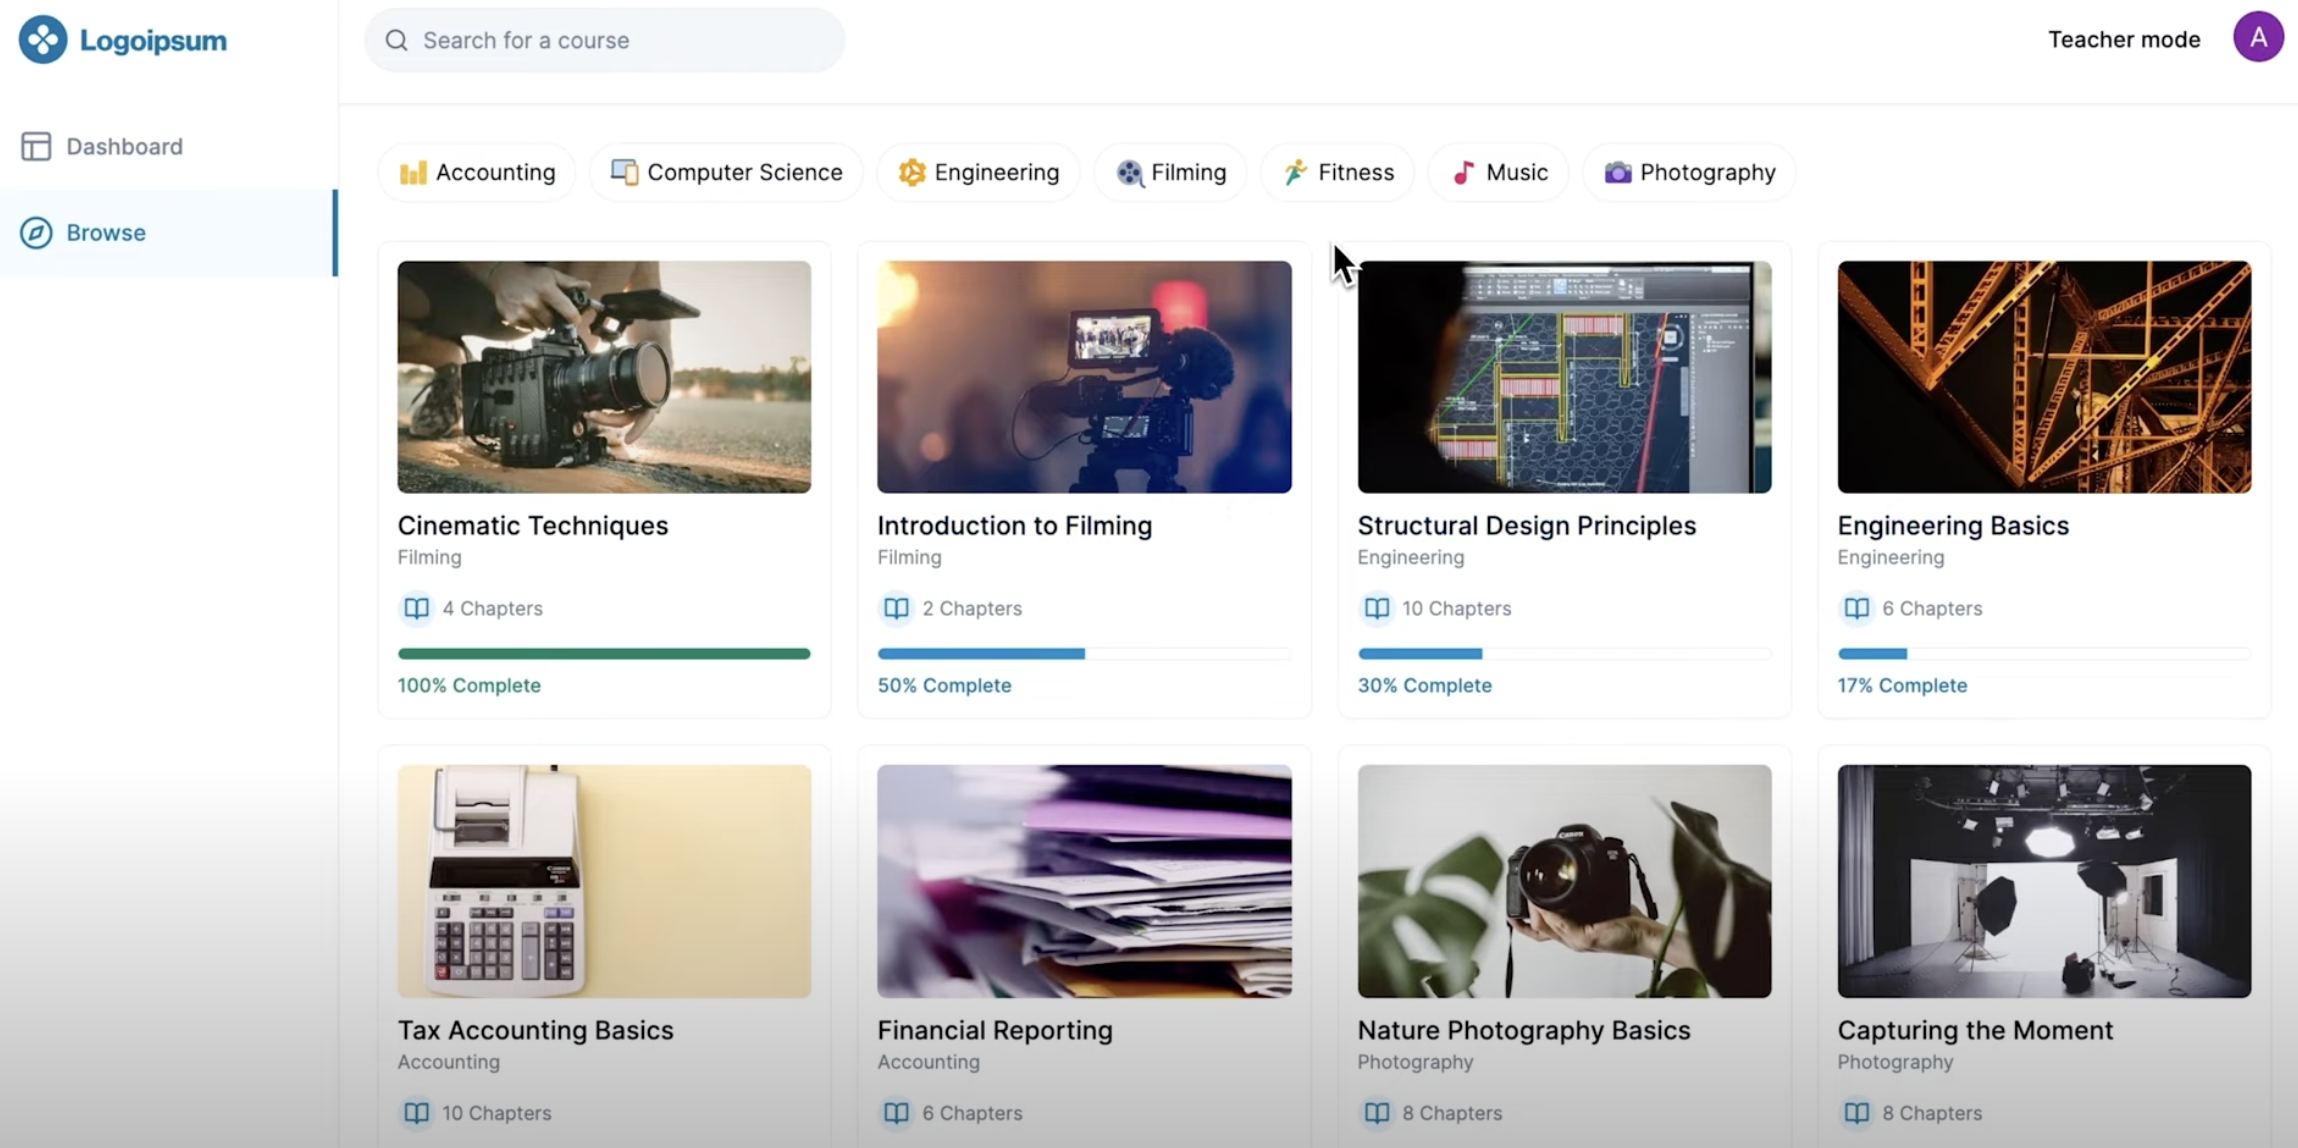 Logoipsum
Search for a course
Teacher mode
A
Dashboard
Browse
Accounting
Computer Science
Engineering
Filming
Fitness
Music
Photography
Cinematic Techniques
Filming
4 Chapters
100% Complete
Introduction to Filming
Filming
2 Chapters
50% Complete
Structural Design Principles
Engineering
10 Chapters
30% Complete
Engineering Basics
Engineering
6 Chapters
17% Complete
Canon
Canon
Tax Accounting Basics
Accounting
10 Chapters
Financial Reporting
Accounting
6 Chapters
Nature Photography Basics
Photography
8 Chapters
Capturing the Moment
Photography
8 Chapters